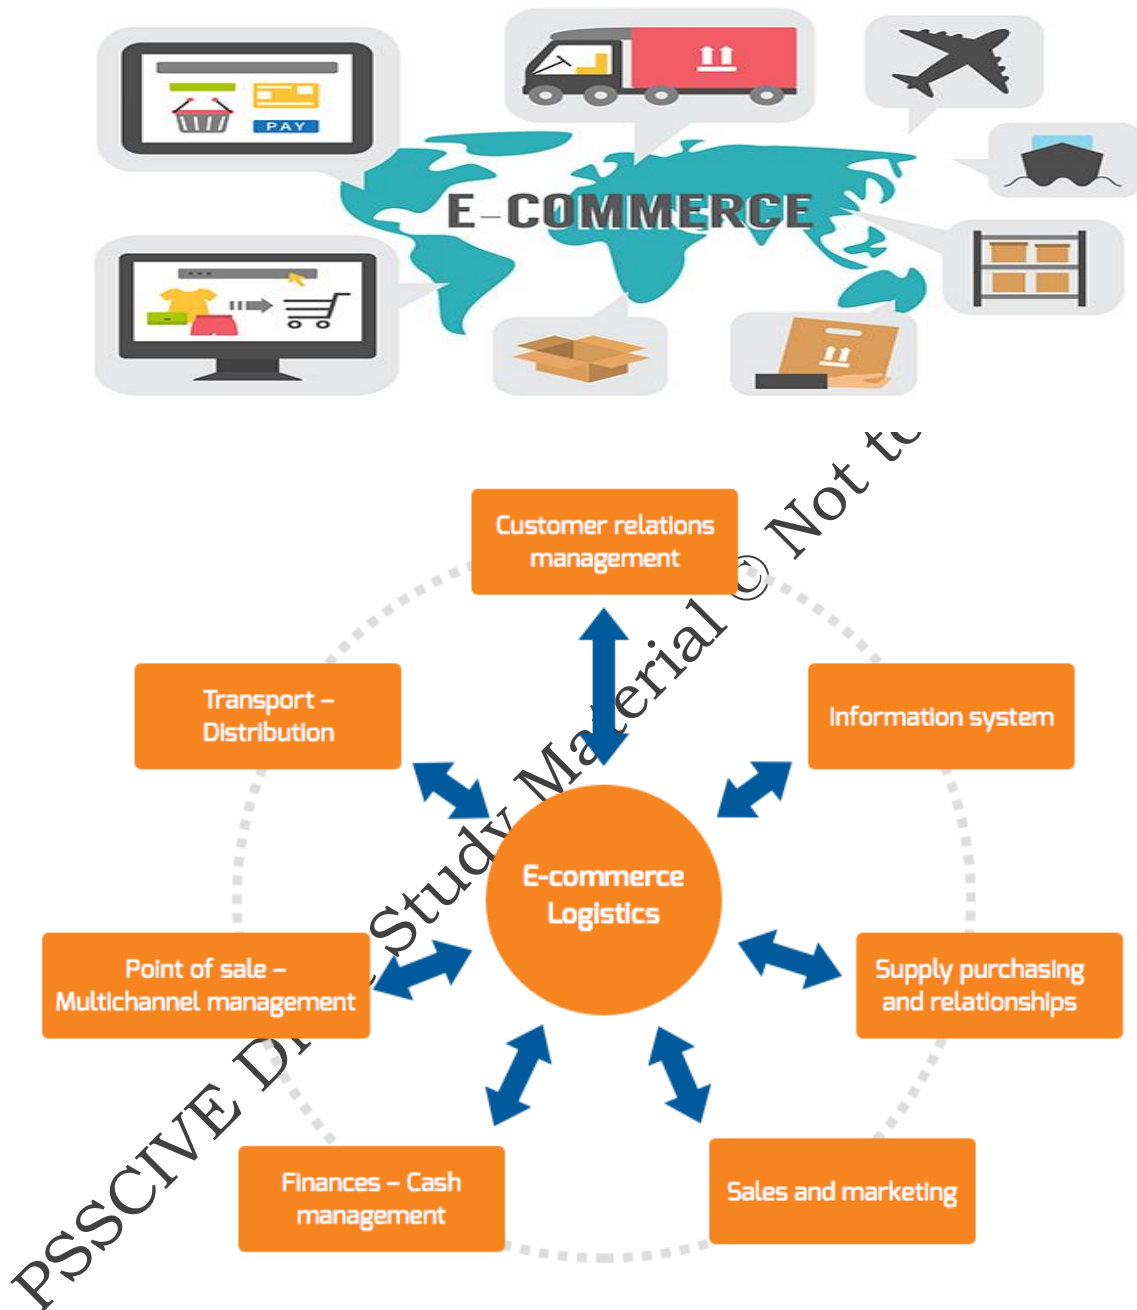 PAY
E-COMMERCE
Customer relations
management
Transport –
Distribution
Information system
E-commerce
Logistics
Point of sale –
Multichannel management
Supply purchasing
and relationships
Finances – Cash
management
Sales and marketing
PSSCIVE Study Material © Not